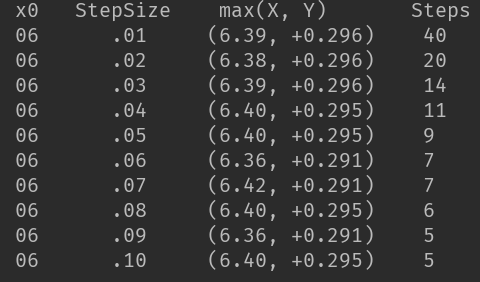 x0 StepSize max(X, Y) Steps
06 .01 (6.39, +0.296) 40
06 .02 (6.38, +0.296) 20
06 .03 (6.39, +0.296) 14
06 .04 (6.40, +0.295) 11
06 .05 (6.40, +0.295) 9
06 .06 (6.36, +0.291) 7
06 .07 (6.42, +0.291) 7
06 .08 (6.40, +0.295) 6
06 .09 (6.36, +0.291) 5
06 .10 (6.40, +0.295) 5